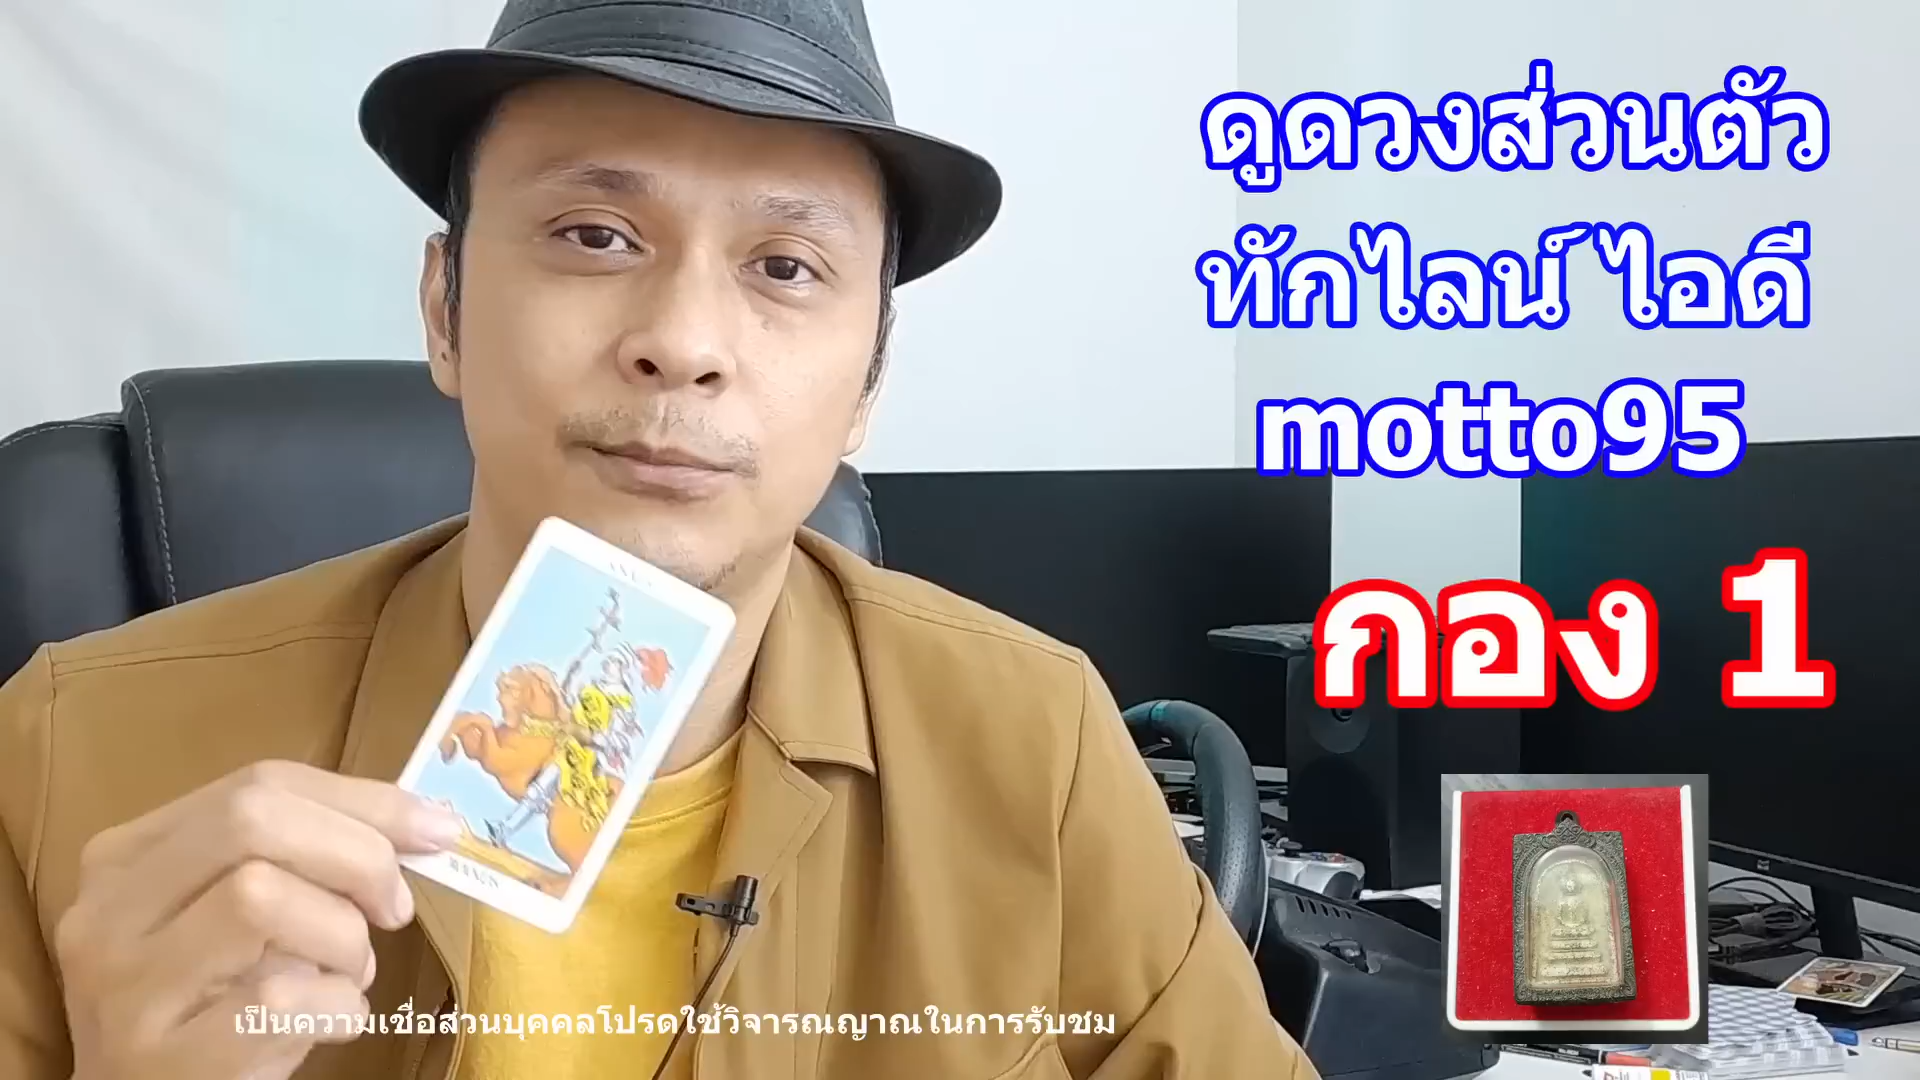 ดูดวงส่วนตัว
ทักไลน์ ไอดี
motto95
กอง 1
เป็นความเชื่อส่วนบุคคลโปรดใช้วิจารณญาณในการรับชม